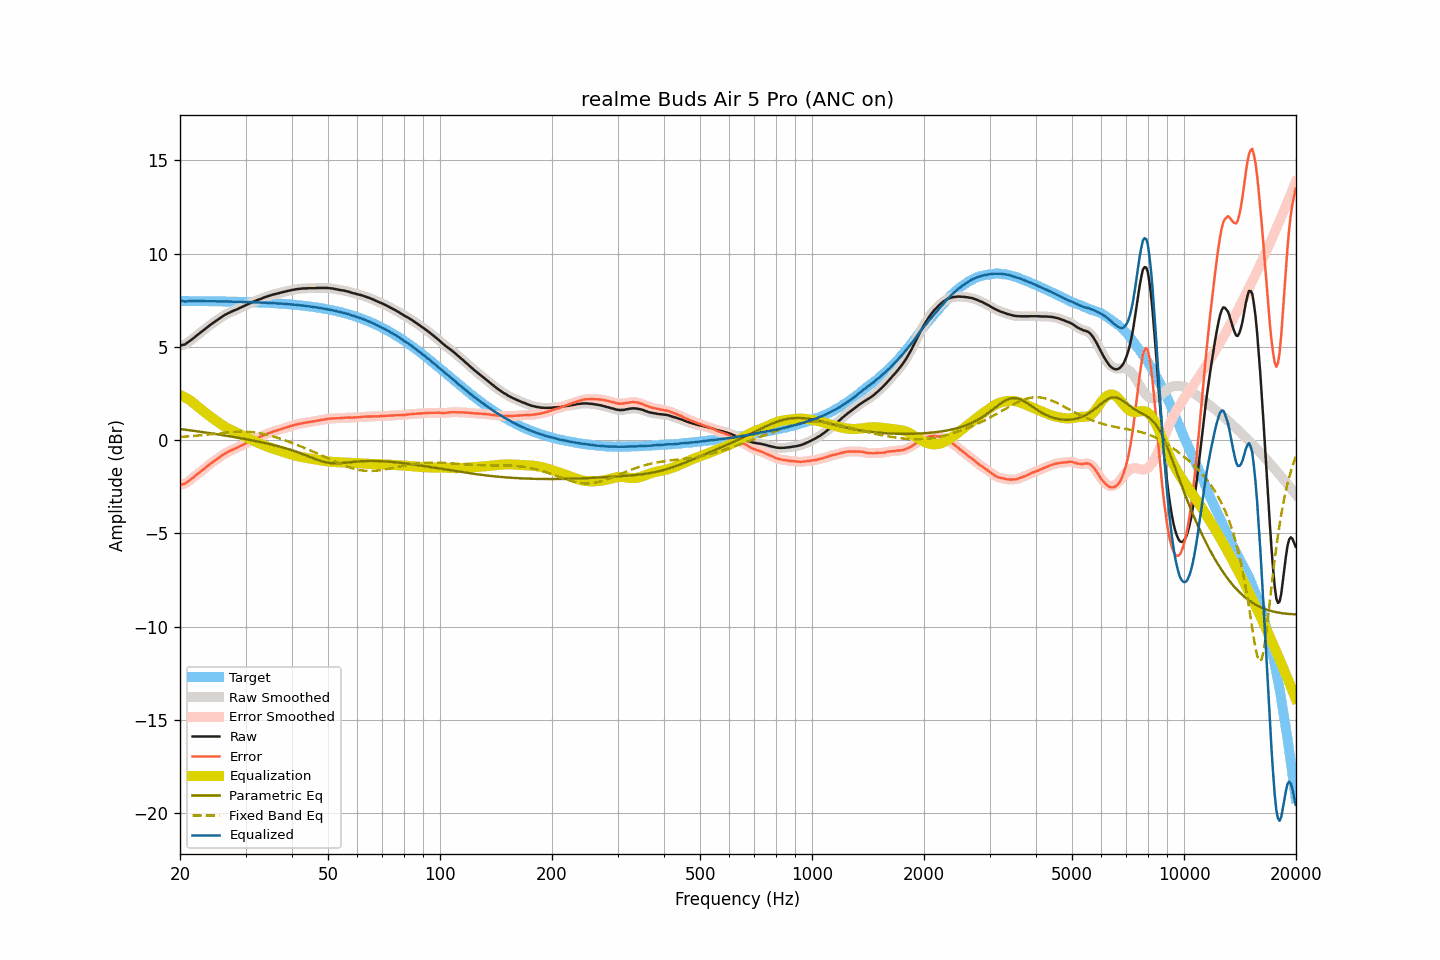 realme Buds Air 5 Pro (ANC on)
15
10
5
0
−5
−10
−15
−20
Amplitude (dBr)
Target
Raw Smoothed
Error Smoothed
Raw
Error
Equalization
Parametric Eq
Fixed Band Eq
Equalized
20 50 100 200 500 1000 2000 5000 10000 20000
Frequency (Hz)